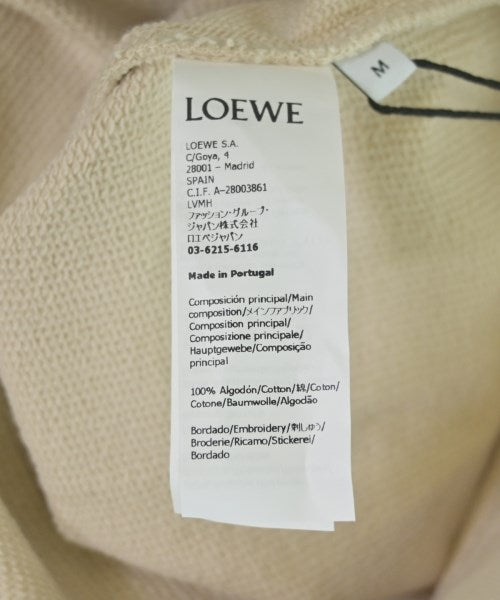 M
LOEWE
LOEWE S.A.
C/Goya, 4
28001 - Madrid
SPAIN
C.I.F. A-28003861
LVMH
ファッション・グループ・
ジャパン株式会社
ロエベジャパン
03-6215-6116
Made in Portugal
Composición principal/Main
composition/メインファブリック/
Composition principal/
Composizione principale/
Hauptgewebe/Composição
principal
100% Algodón/Cotton/綿/Coton/
Cotone/Baumwolle/Algodão
Bordado/Embroidery/刺しゅう/
Broderie/Ricamo/Stickerei/
Bordado